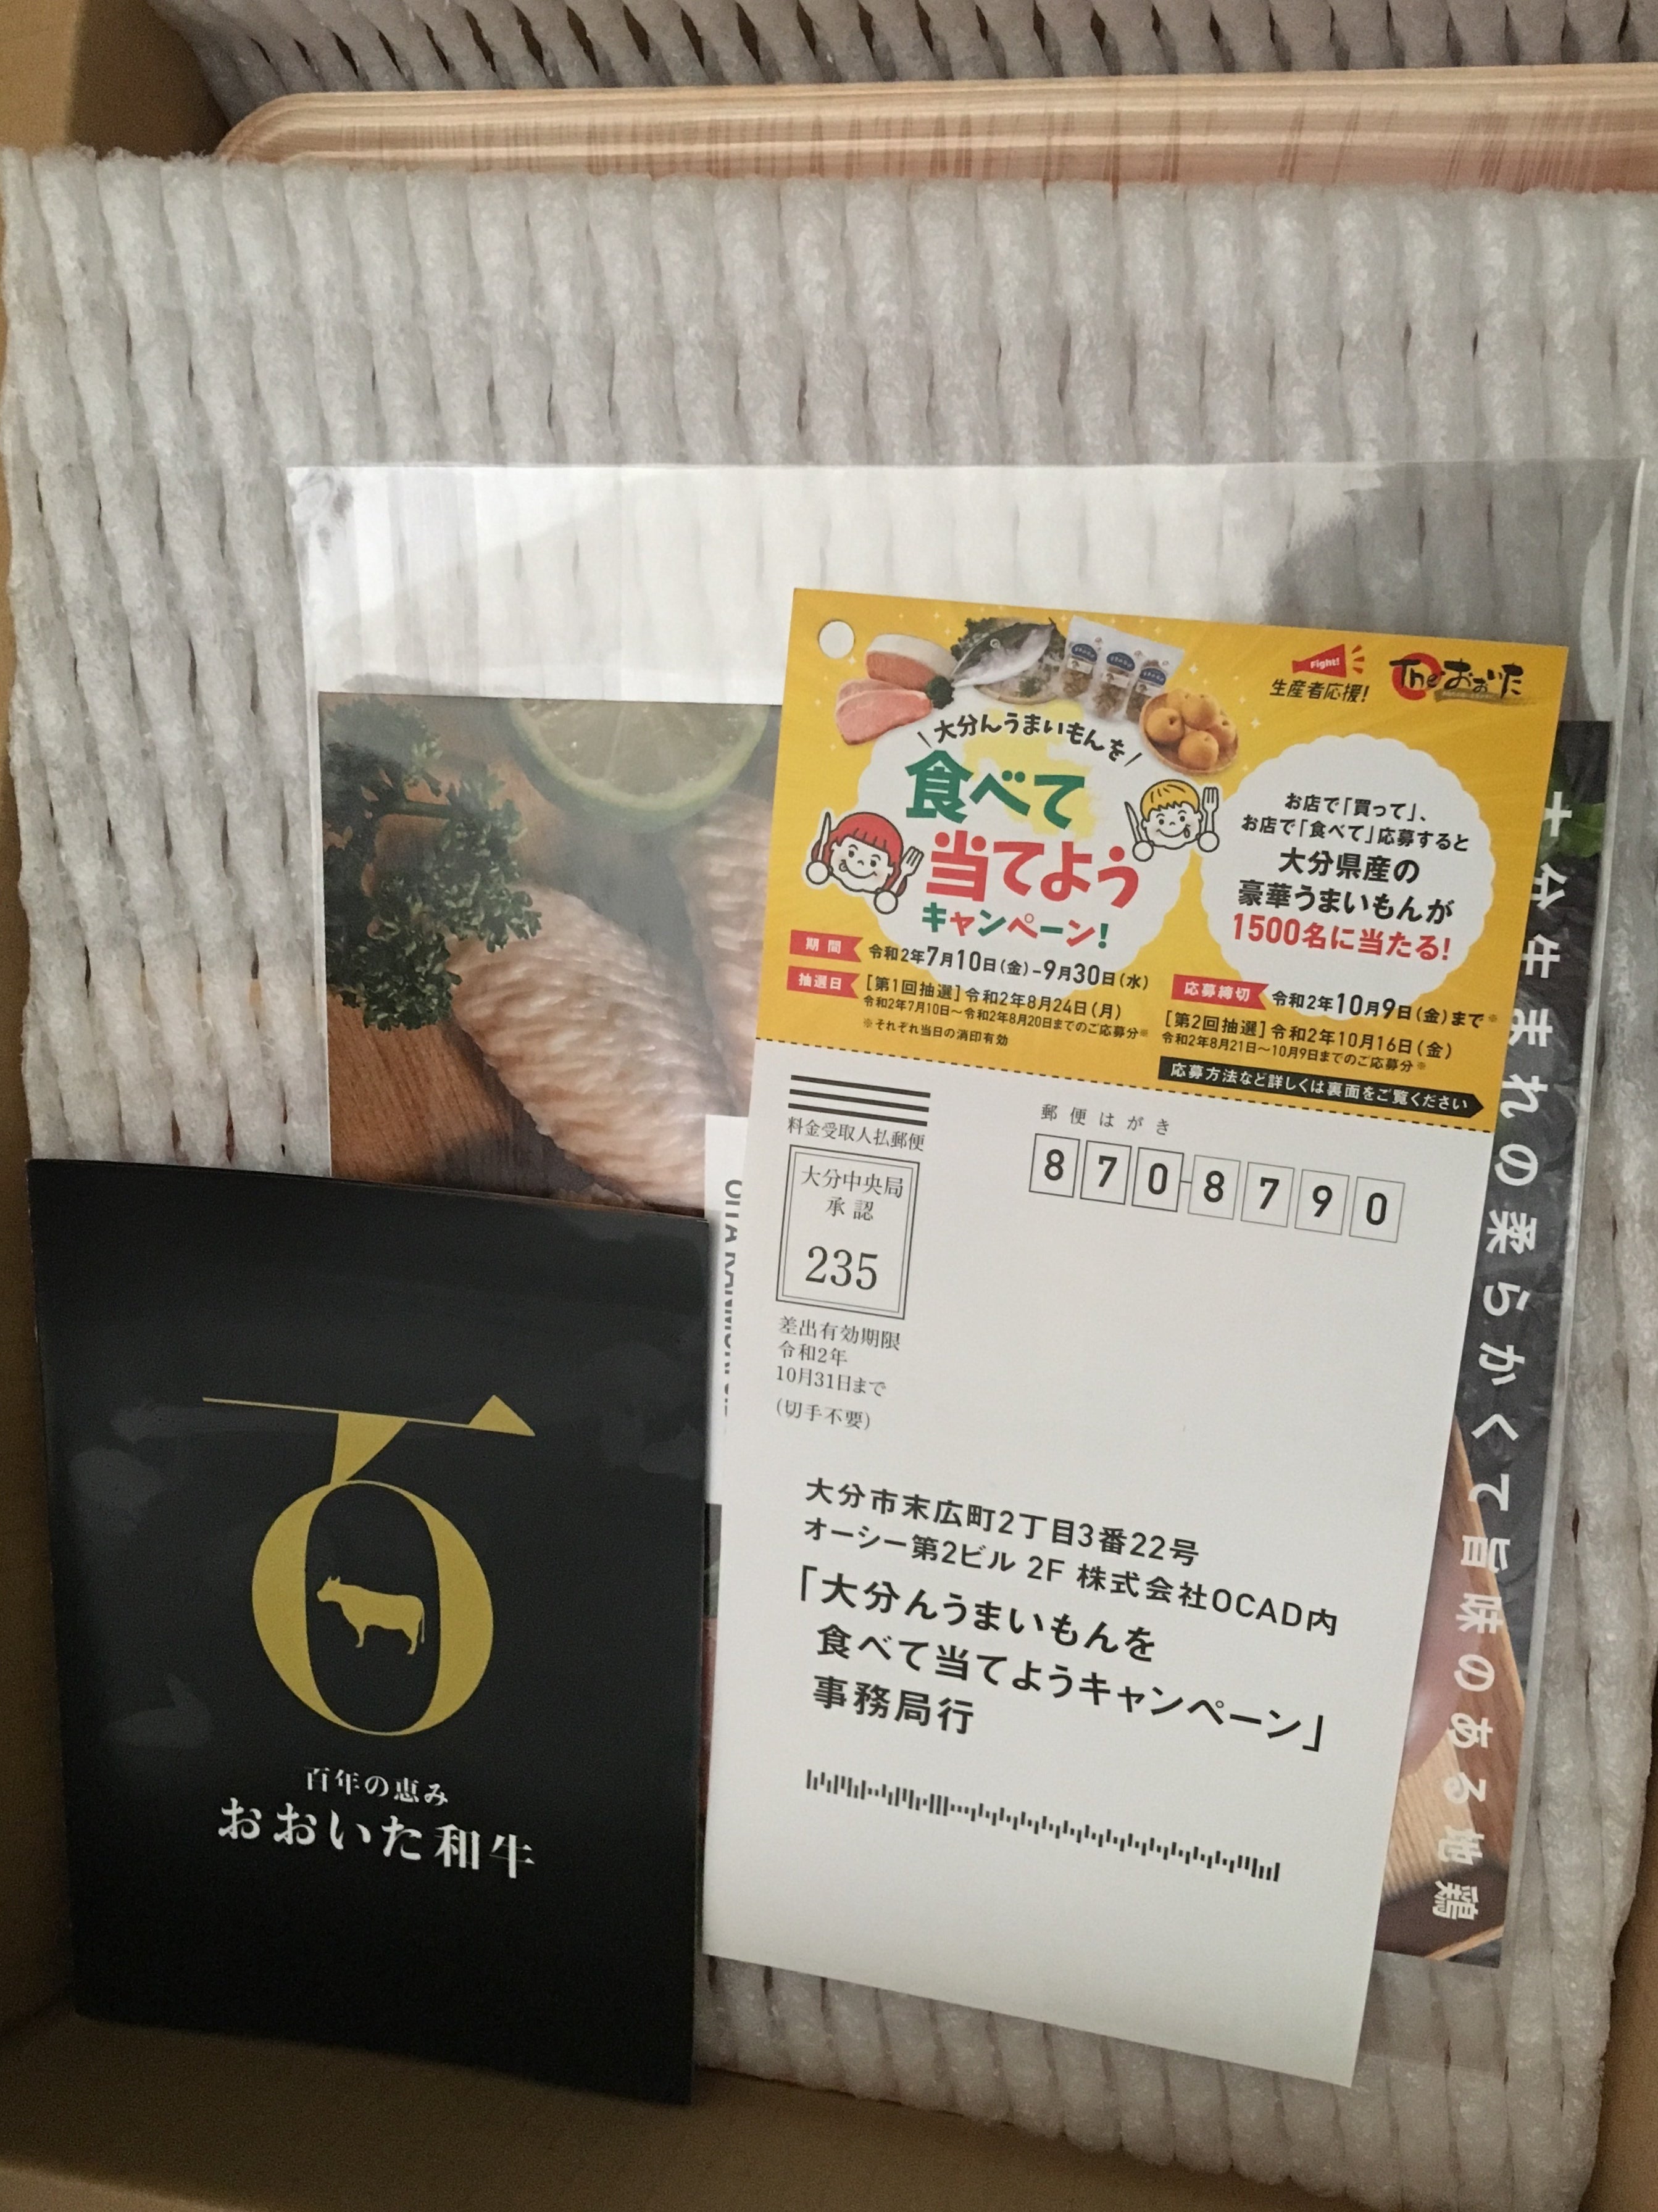 Fight!
生産者応援!
Theおおいた
大分んうまいもんを
食べて
当てよう
キャンペーン!
お店で「買って」、
お店で「食べて」応募すると
大分県産の
豪華うまいもんが
1500名に当たる!
期間 令和2年7月10日(金)-9月30日(水)
応募締切 令和2年10月9日(金)まで※
抽選日 [第1回抽選]令和2年8月24日(月)
令和2年7月10日~令和2年8月20日までのご応募分※
※それぞれ当日の消印有効
[第2回抽選]令和2年10月16日(金)
令和2年8月21日~10月9日までのご応募分※
応募方法など詳しくは裏面をご覧ください
料金受取人払郵便
大分中央局
承認
235
差出有効期限
令和2年
10月31日まで
(切手不要)
郵便はがき
870-8790
大分市末広町2丁目3番22号
オーシー第2ビル 2F 株式会社OCAD内
「大分んうまいもんを
食べて当てようキャンペーン」
事務局行
大分生まれの柔らかくて旨味のある地鶏
百年の恵み
おおいた和牛